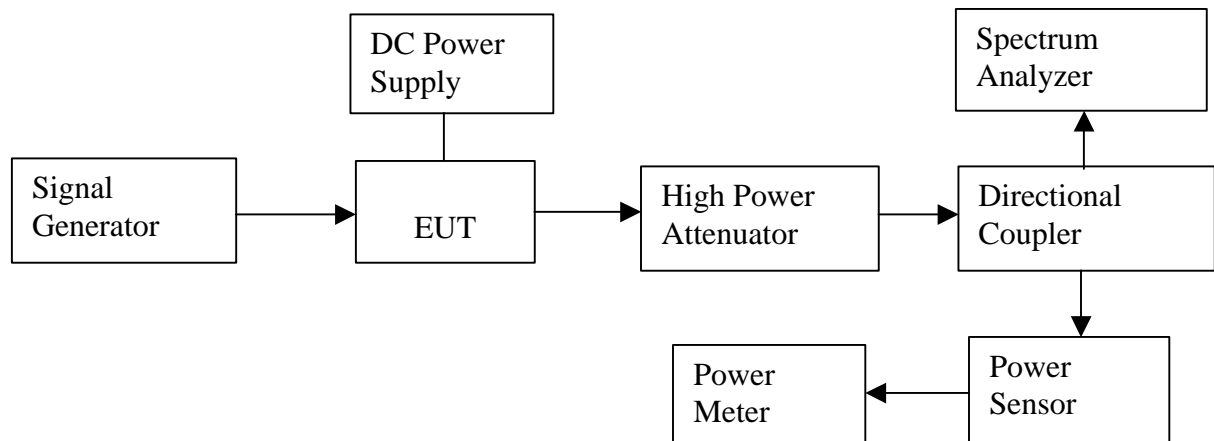 DC Power
Supply
Spectrum
Analyzer
Signal
Generator
EUT
High Power
Attenuator
Directional
Coupler
Power
Meter
Power
Sensor